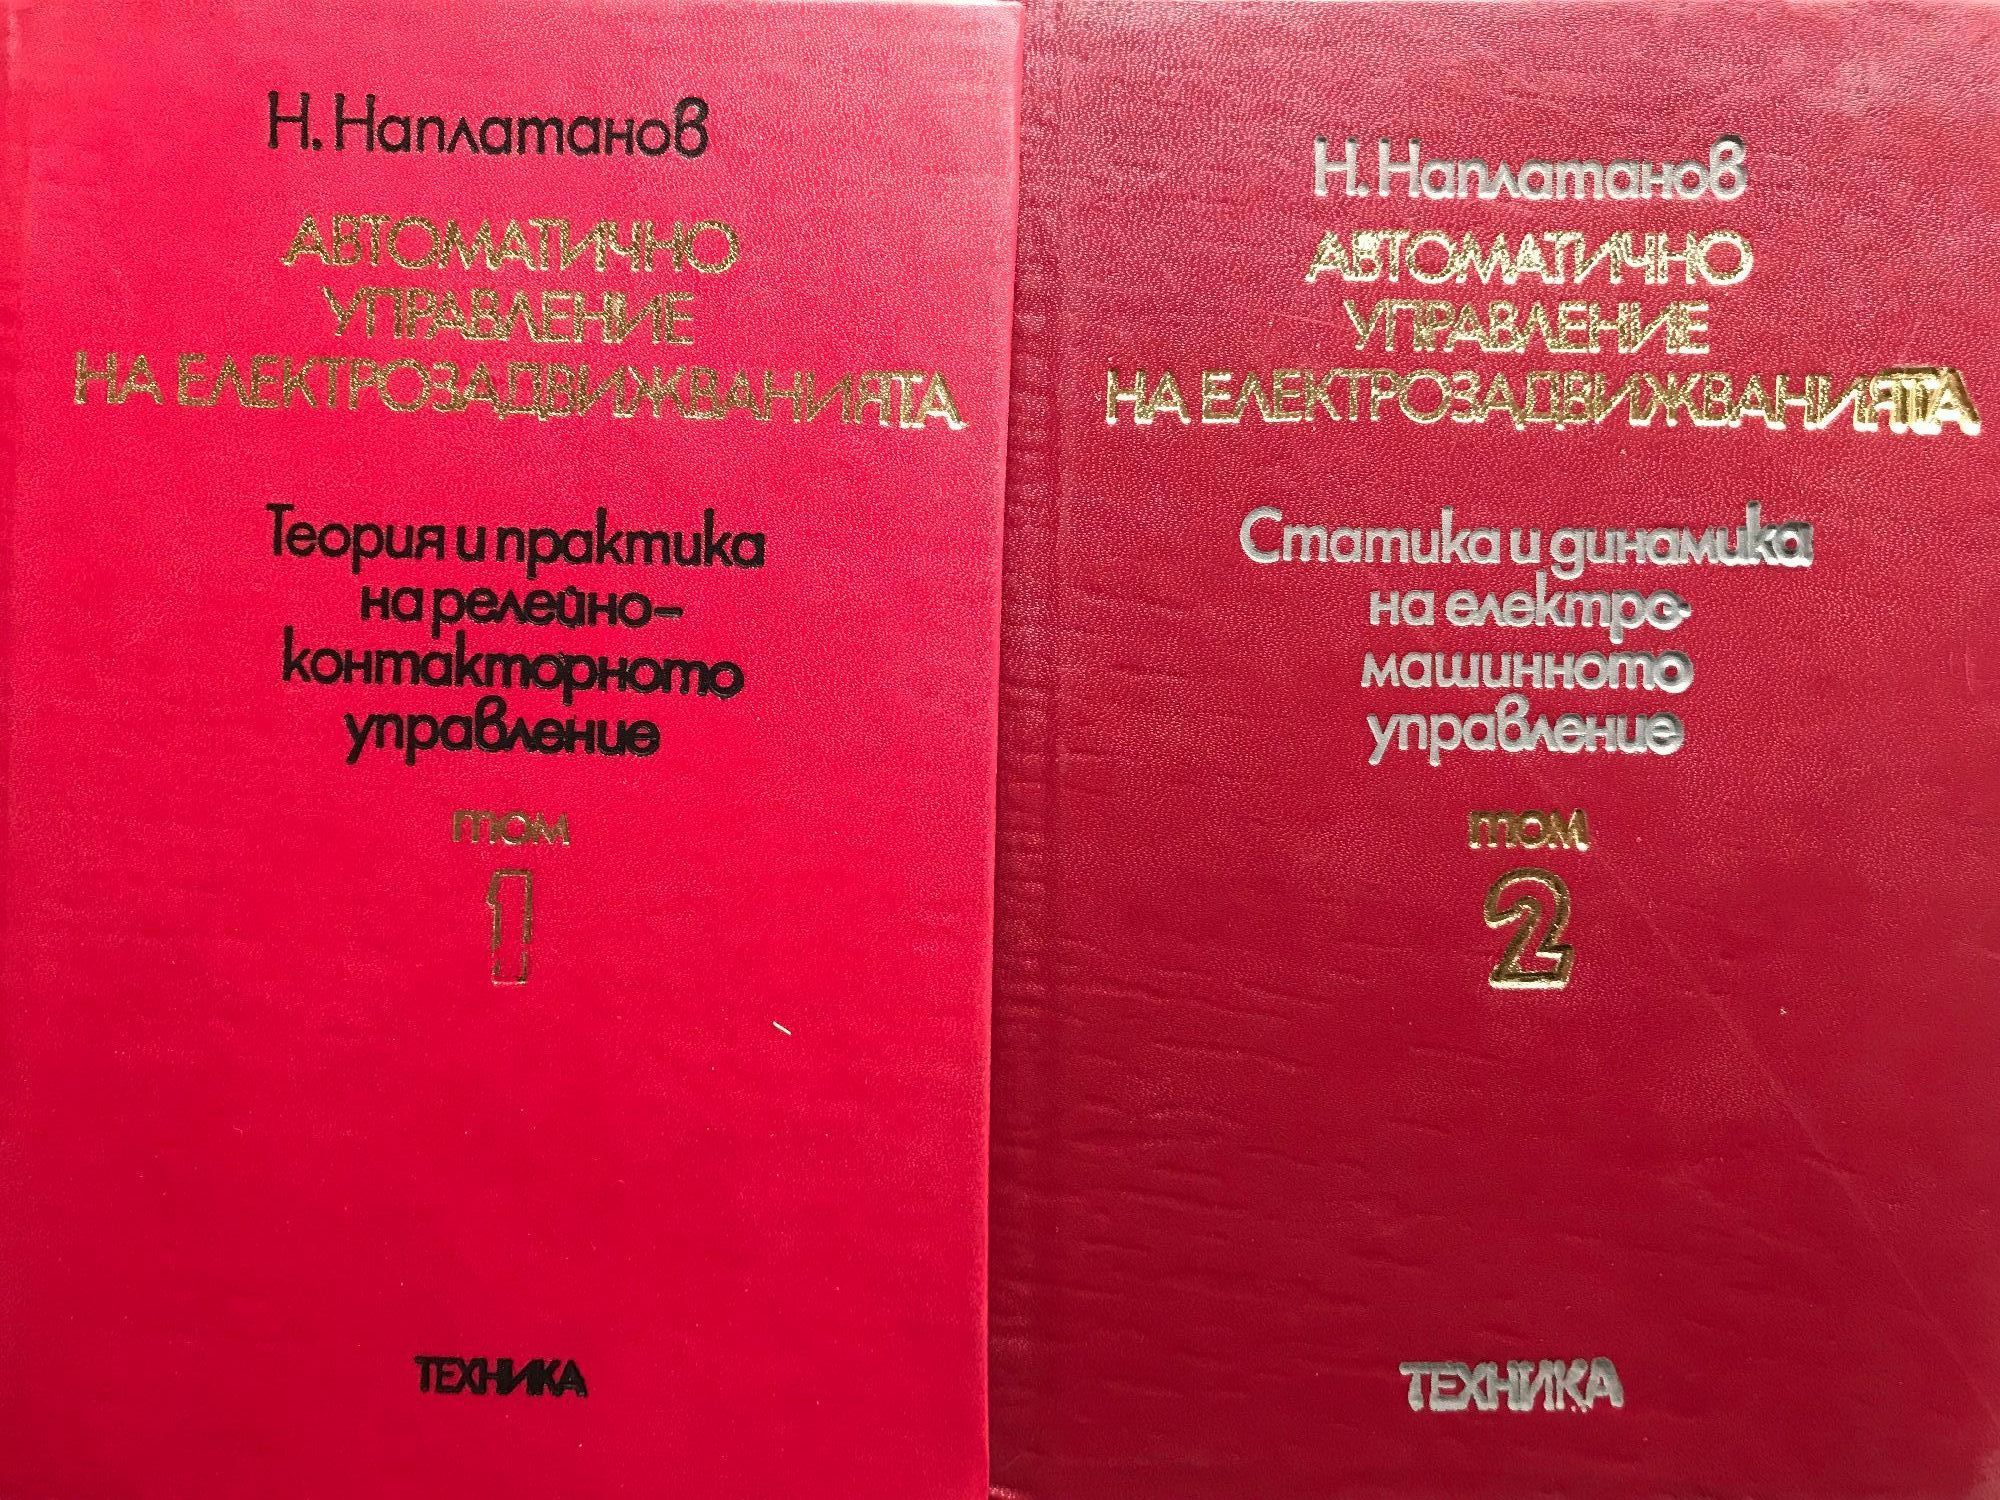 Н. Наплатанов
АВТОМАТИЧНО
УПРАВЛЕНИЕ
НА ЕЛЕКТРОЗАДВИЖВАНИЯТА
Теория и практика
на релейно-
контакторното
управление
том
1
ТЕХНИКА
Н. Наплатанов
АВТОМАТИЧНО
УПРАВЛЕНИЕ
НА ЕЛЕКТРОЗАДВИЖВАНИЯТА
Статика и динамика
на електро-
машинното
управление
том
2
ТЕХНИКА